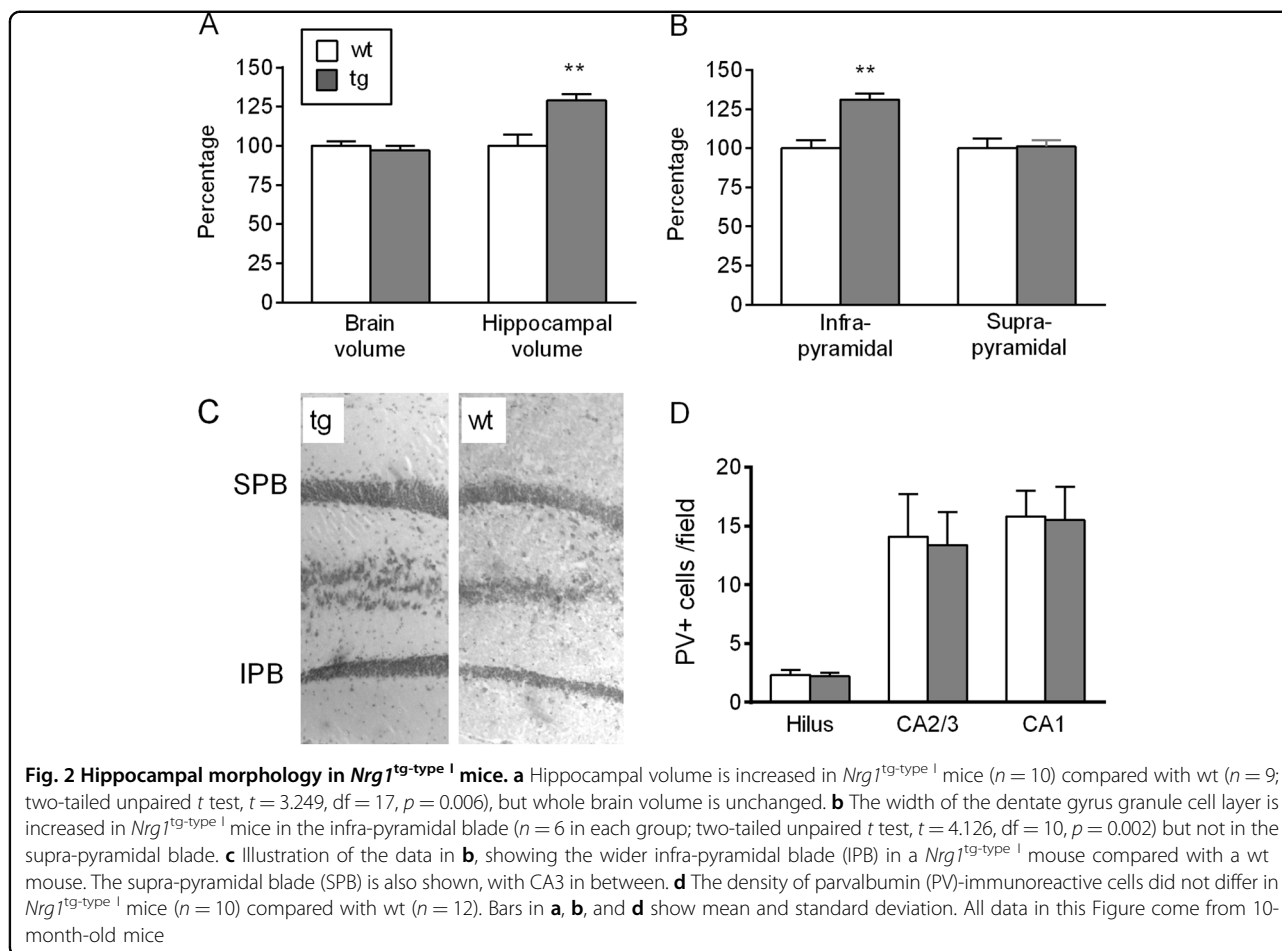 A
wt
tg
**
150
125
100
75
50
25
0
Percentage
Brain
volume
Hippocampal
volume
B
**
150
125
100
75
50
25
0
Percentage
Infra-
pyramidal
Supra-
pyramidal
C
tg
wt
SPB
IPB
D
20
15
10
5
0
PV+ cells /field
Hilus
CA2/3
CA1
Fig. 2 Hippocampal morphology in Nrg1tg-type I mice. a Hippocampal volume is increased in Nrg1tg-type I mice (n = 10) compared with wt (n = 9;
two-tailed unpaired t test, t = 3.249, df = 17, p = 0.006), but whole brain volume is unchanged. b The width of the dentate gyrus granule cell layer is
increased in Nrg1tg-type I mice in the infra-pyramidal blade (n = 6 in each group; two-tailed unpaired t test, t = 4.126, df = 10, p = 0.002) but not in the
supra-pyramidal blade. c Illustration of the data in b, showing the wider infra-pyramidal blade (IPB) in a Nrg1tg-type I mouse compared with a wt
mouse. The supra-pyramidal blade (SPB) is also shown, with CA3 in between. d The density of parvalbumin (PV)-immunoreactive cells did not differ in
Nrg1tg-type I mice (n = 10) compared with wt (n = 12). Bars in a, b, and d show mean and standard deviation. All data in this Figure come from 10-
month-old mice